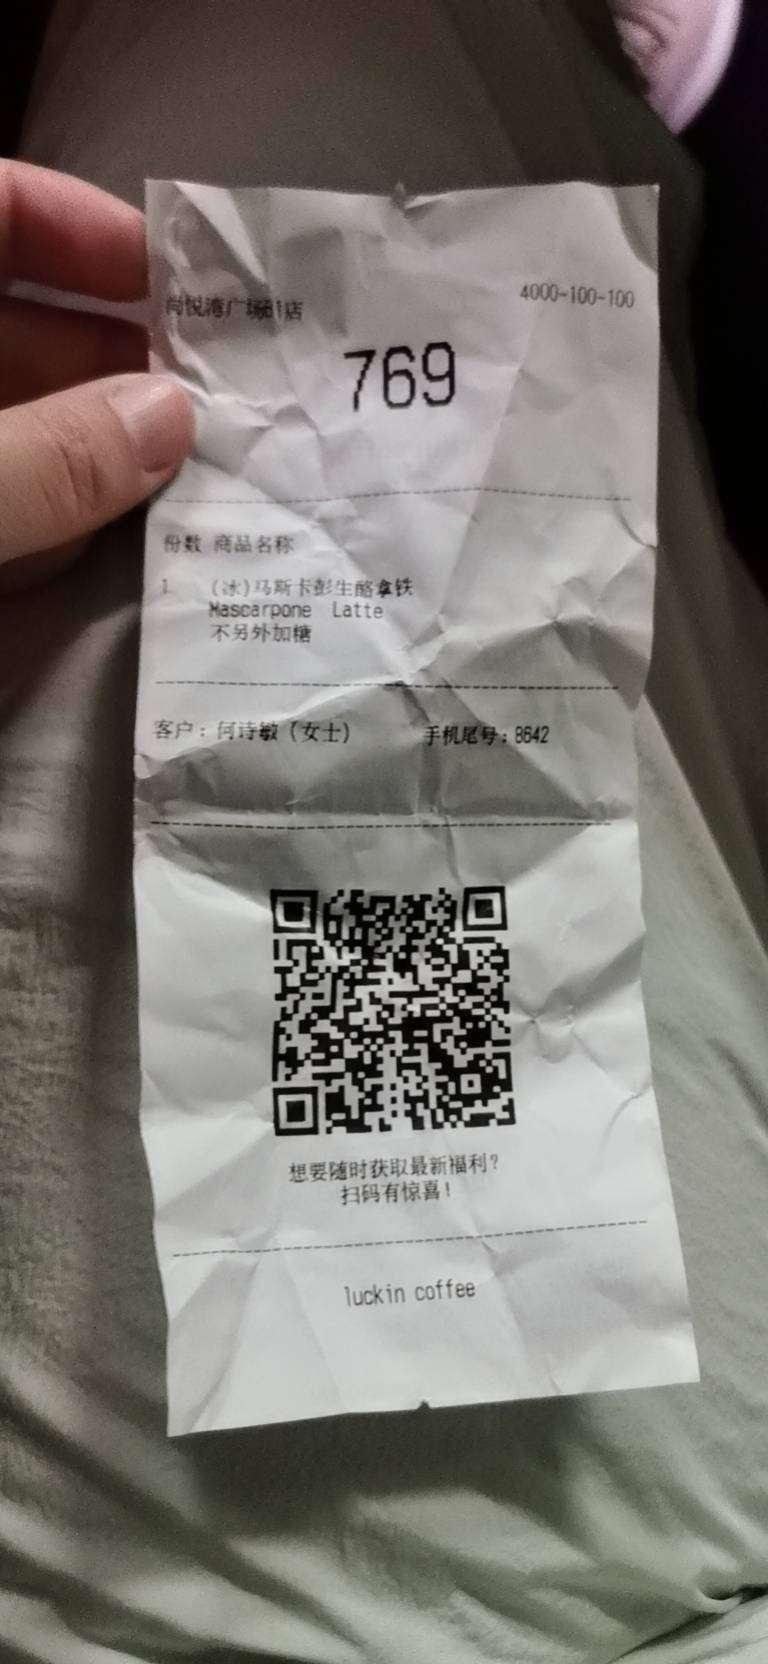 尚悦湾广场B1店 4000-100-100
769
份数 商品名称
1 (冰)马斯卡彭生酪拿铁
Mascarpone Latte
不另外加糖
客户：何诗敏（女士） 手机尾号：8642
想要随时获取最新福利？
扫码有惊喜！
luckin coffee